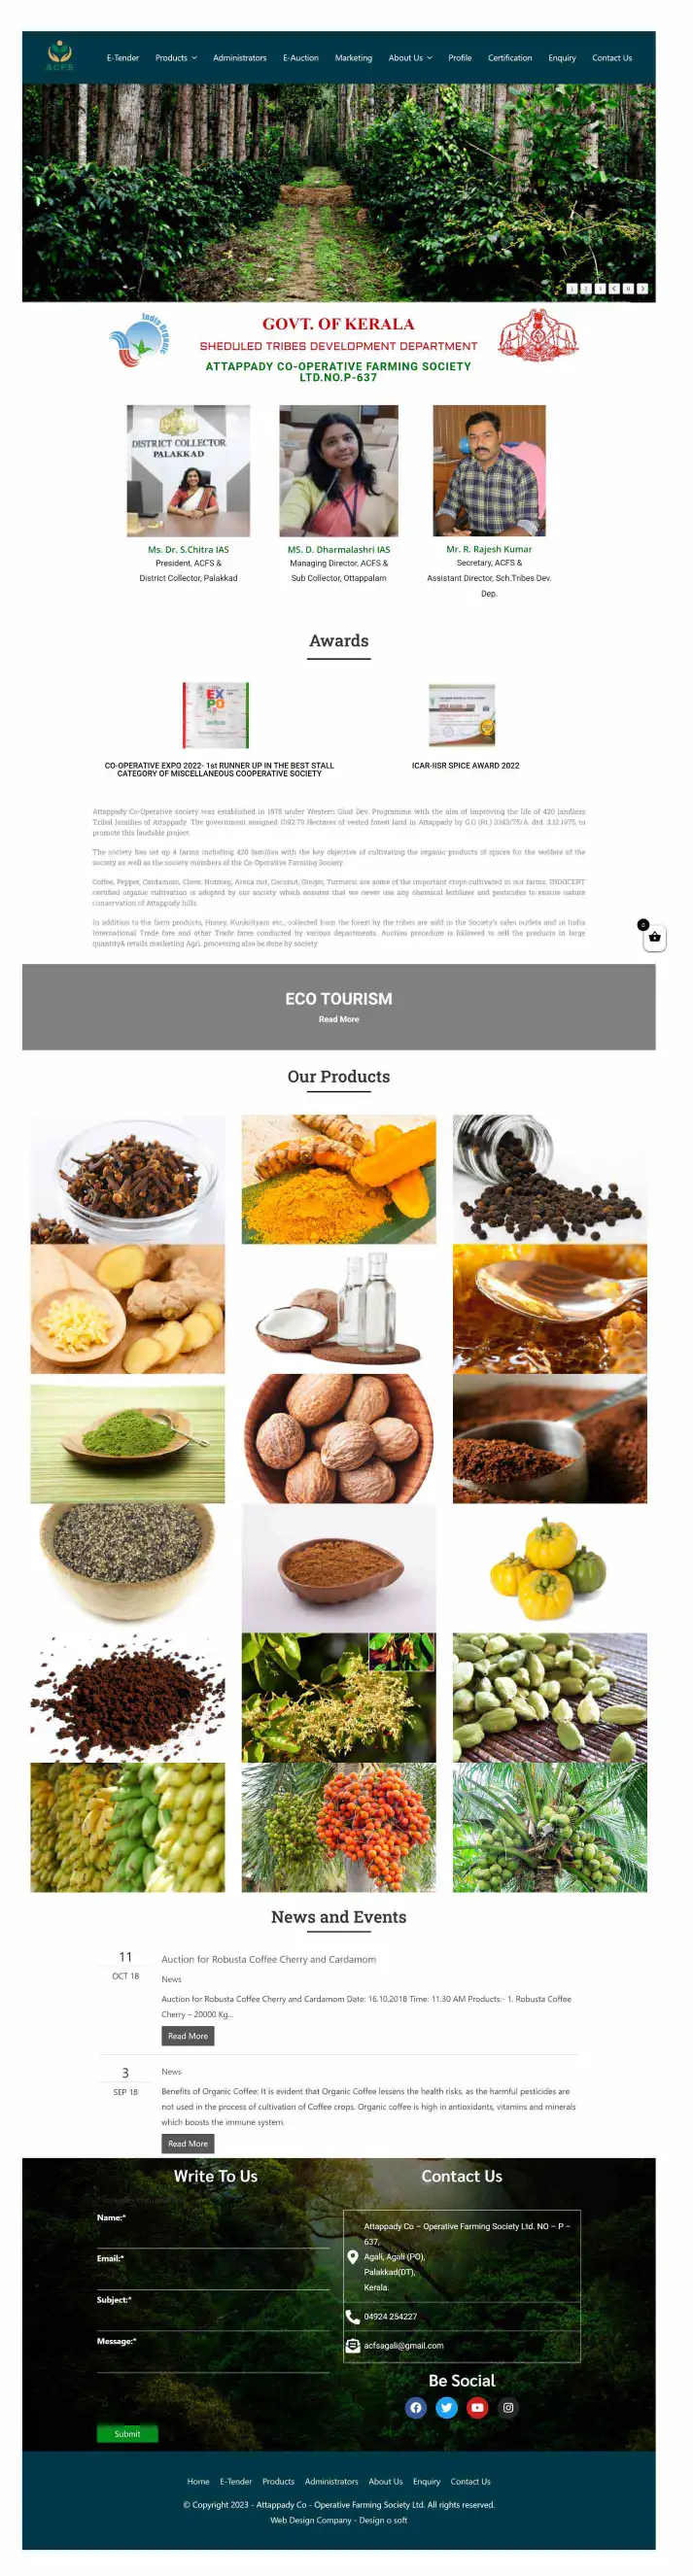 ACFS
E-Tender Products Administrators E-Auction Marketing About Us Profile Certification Enquiry Contact Us
India Organic
GOVT. OF KERALA
SHEDULED TRIBES DEVELOPMENT DEPARTMENT
ATTAPPADY CO-OPERATIVE FARMING SOCIETY
LTD.NO.P-637
DISTRICT COLLECTOR
PALAKKAD
Ms. Dr. S.Chitra IAS
President, ACFS &
District Collector, Palakkad
MS. D. Dharmalashri IAS
Managing Director, ACFS &
Sub Collector, Ottappalam
Mr. R. Rajesh Kumar
Secretary, ACFS &
Assistant Director, Sch.Tribes Dev.
Dep.
Awards
EXPO
CO-OPERATIVE EXPO 2022- 1st RUNNER UP IN THE BEST STALL
CATEGORY OF MISCELLANEOUS COOPERATIVE SOCIETY
ICAR-IISR SPICE AWARD 2022
Attappady Co-Operative society was established in 1975 under Western Ghat Dev. Programme with the aim of improving the life of 420 landless
Tribal families of Attappady. The government assigned 1092.79 Hectares of vested forest land in Attappady by G.O (Rt.) 3343/75/A. dtd. 3.12.1975, to
promote this laudable project.
The society has set up 4 farms including 420 families with the key objective of cultivating the organic products of spices for the welfare of the
society as well as the society members of the Co-Operative Farming Society.
Coffee, Pepper, Cardamom, Clove, Nutmeg, Areca nut, Coconut, Ginger, Turmeric are some of the important crops cultivated in our farms. INDOCERT
certified organic cultivation is adopted by our society which ensures that we never use any chemical fertilizer and pesticides to ensure nature
conservation of Attappady hills.
In addition to the farm products, Honey, Kunkiliyam etc., collected from the forest by the tribes are sold in the Society's sales outlets and in India
International Trade fare and other Trade fares conducted by various departments. Auction procedure is followed to sell the products in large
quantity& retails marketing Agri. processing also be done by society.
0
ECO TOURISM
Read More
Our Products
News and Events
11
OCT 18
Auction for Robusta Coffee Cherry and Cardamom
News
Auction for Robusta Coffee Cherry and Cardamom Date: 16.10.2018 Time: 11.30 AM Products:- 1. Robusta Coffee
Cherry – 20000 Kg...
Read More
3
SEP 18
News
Benefits of Organic Coffee: It is evident that Organic Coffee lessens the health risks, as the harmful pesticides are
not used in the process of cultivation of Coffee crops. Organic coffee is high in antioxidants, vitamins and minerals
which boosts the immune system.
Read More
Write To Us
Name:*
Email:*
Subject:*
Message:*
Submit
Contact Us
Attappady Co – Operative Farming Society Ltd. NO – P –
637,
Agali, Agali (PO),
Palakkad(DT),
Kerala.
04924 254227
Be Social
Home E-Tender Products Administrators About Us Enquiry Contact Us
© Copyright 2023 - Attappady Co - Operative Farming Society Ltd. All rights reserved.
Web Design Company - Design o soft